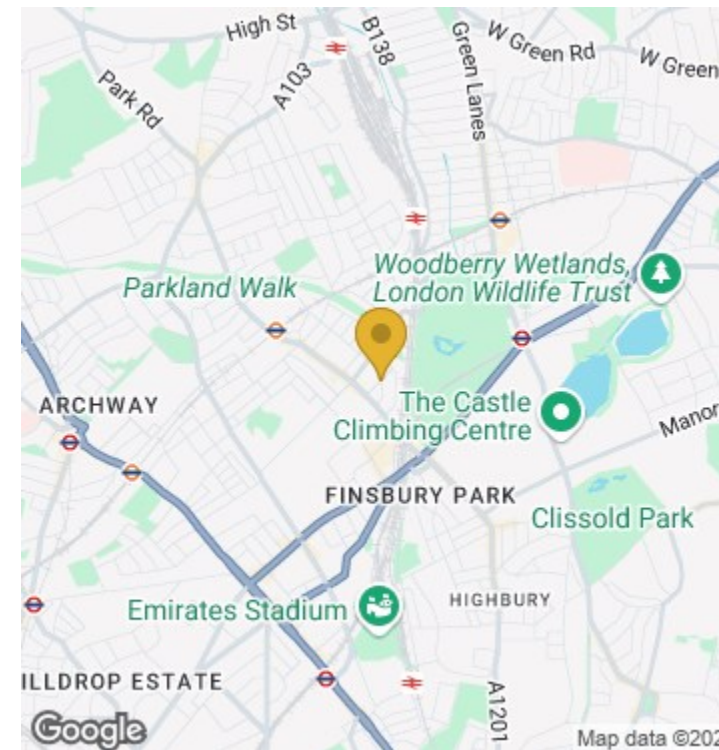 High St
B138
W Green Rd
W Green
Green Lanes
A103
Park Rd
Woodberry Wetlands,
London Wildlife Trust
Parkland Walk
ARCHWAY
The Castle
Climbing Centre
Manor
FINSBURY PARK
Clissold Park
Emirates Stadium
HIGHBURY
ILLDROP ESTATE
A1201
Google
Map data ©202